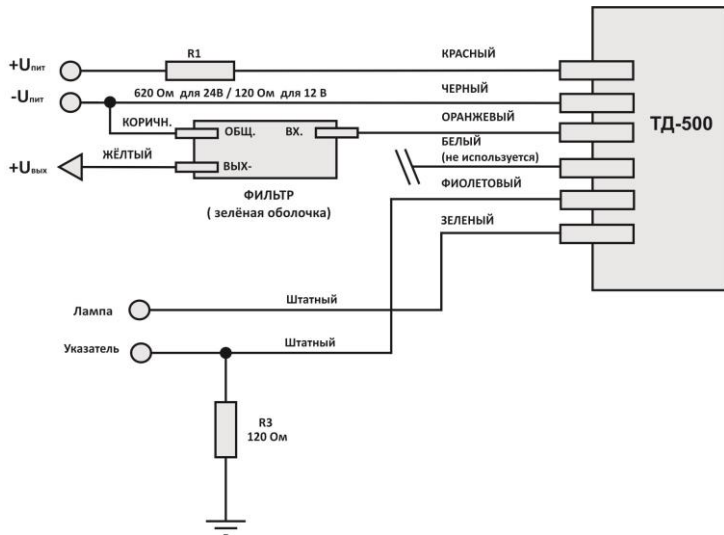 R1
КРАСНЫЙ
+Uпит
-Uпит
620 Ом для 24В / 120 Ом для 12 В
ЧЕРНЫЙ
КОРИЧН.
ОБЩ.
ВХ.
ОРАНЖЕВЫЙ
ТД-500
БЕЛЫЙ
(не используется)
ЖЁЛТЫЙ
+Uвых
ВЫХ-
ФИОЛЕТОВЫЙ
ФИЛЬТР
( зелёная оболочка)
ЗЕЛЕНЫЙ
Лампа
Штатный
Указатель
Штатный
R3
120 Ом